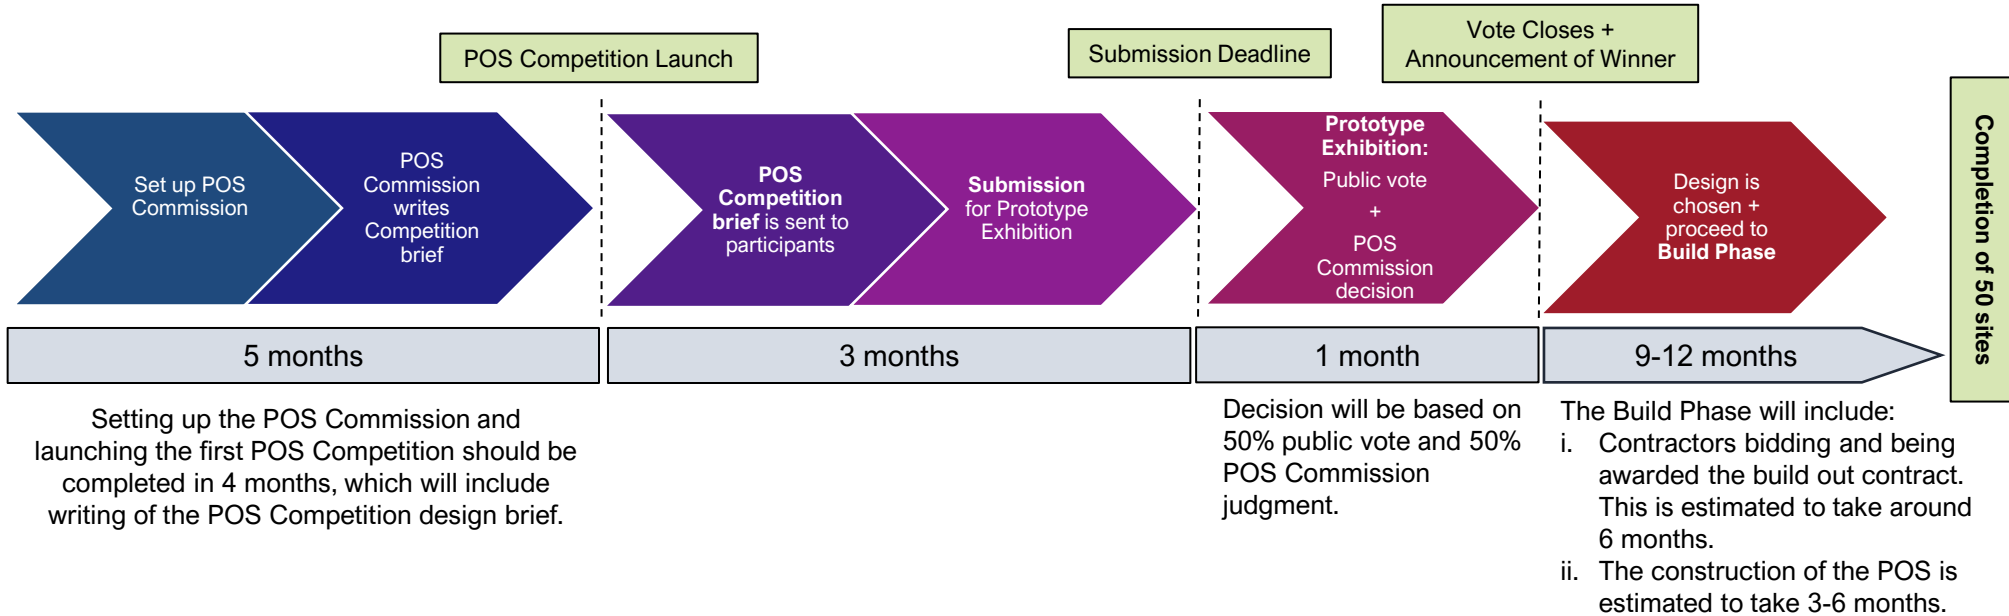 POS Competition Launch
Submission Deadline
Vote Closes +
Announcement of Winner
Set up POS
Commission
POS
Commission
writes
Competition
brief
POS
Competition
brief is sent to
participants
Submission
for Prototype
Exhibition
Prototype
Exhibition:
Public vote
+
POS
Commission
decision
Design is
chosen +
proceed to
Build Phase
Completion of 50 sites
5 months
3 months
1 month
9-12 months
Setting up the POS Commission and
launching the first POS Competition should be
completed in 4 months, which will include
writing of the POS Competition design brief.
Decision will be based on
50% public vote and 50%
POS Commission
judgment.
The Build Phase will include:
i. Contractors bidding and being
awarded the build out contract.
This is estimated to take around
6 months.
ii. The construction of the POS is
estimated to take 3-6 months.